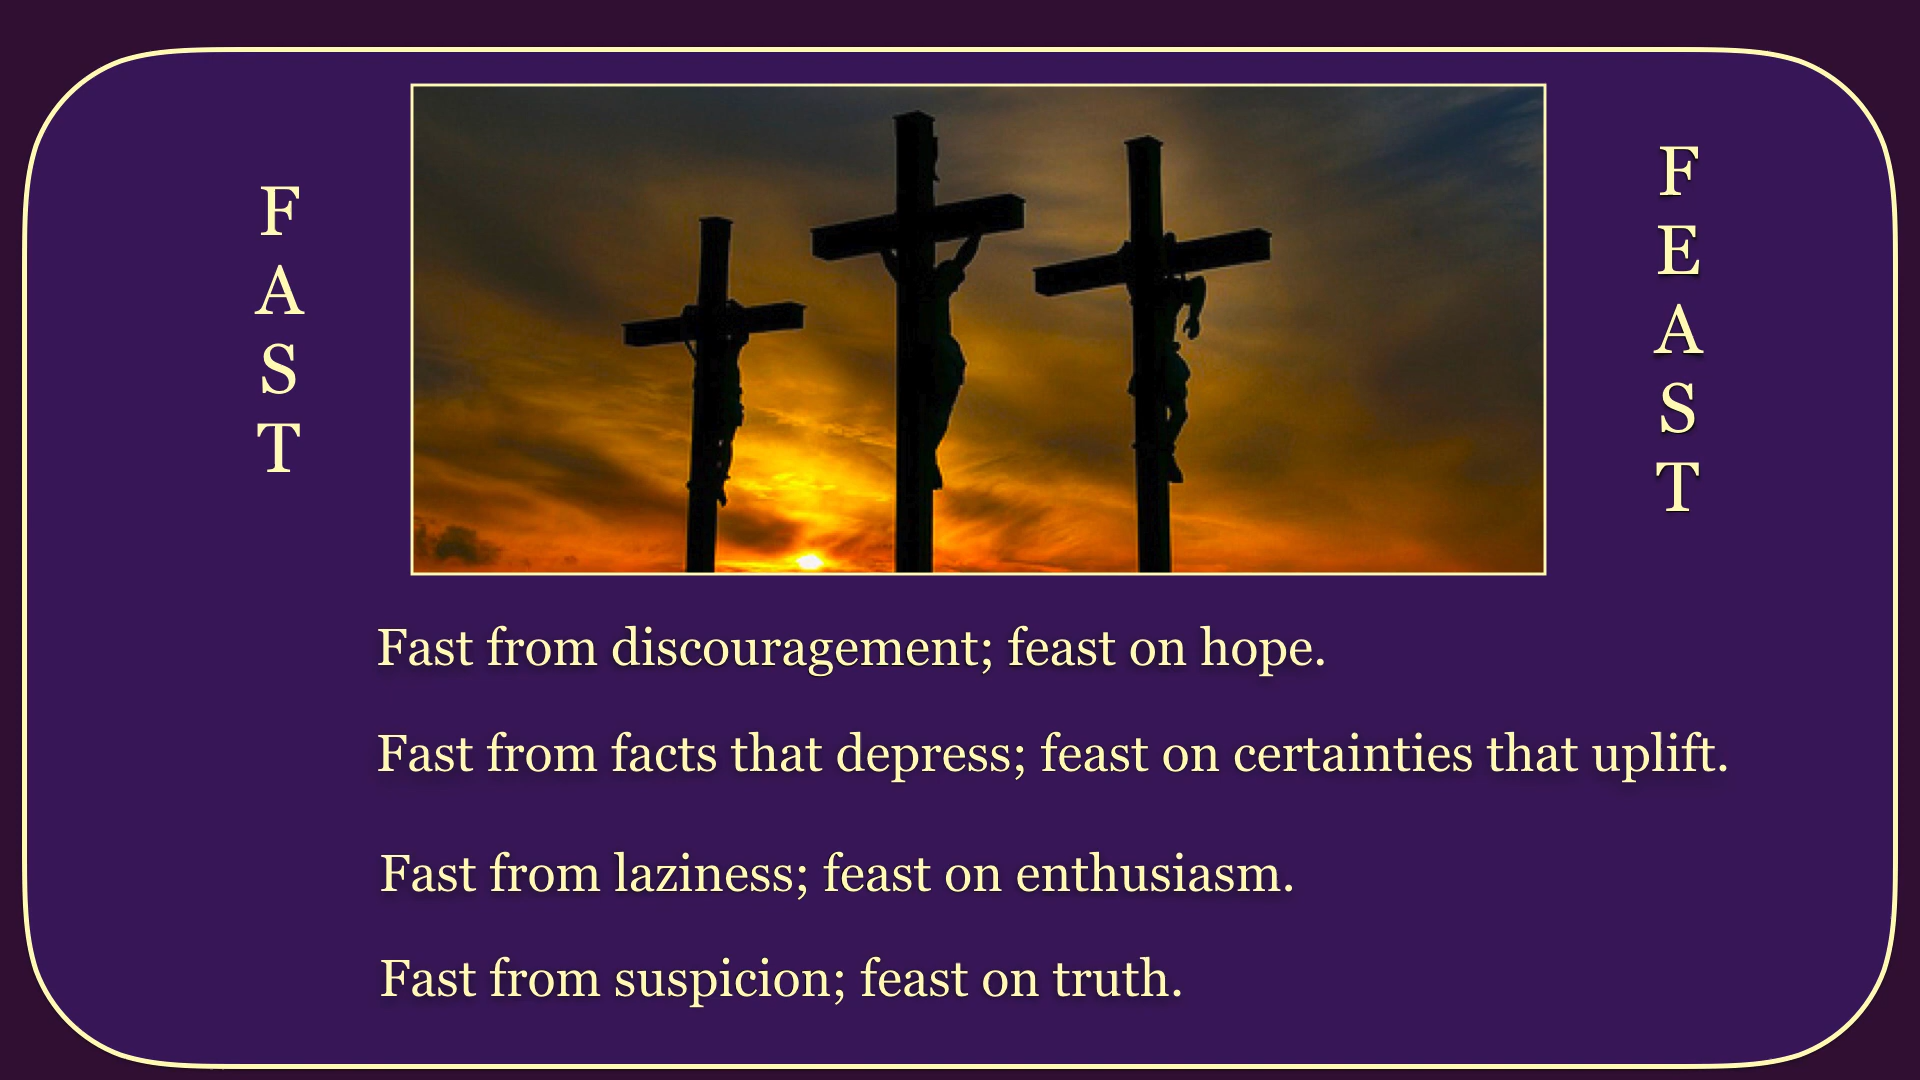 F
A
S
T
F
E
A
S
T
Fast from discouragement; feast on hope.
Fast from facts that depress; feast on certainties that uplift.
Fast from laziness; feast on enthusiasm.
Fast from suspicion; feast on truth.